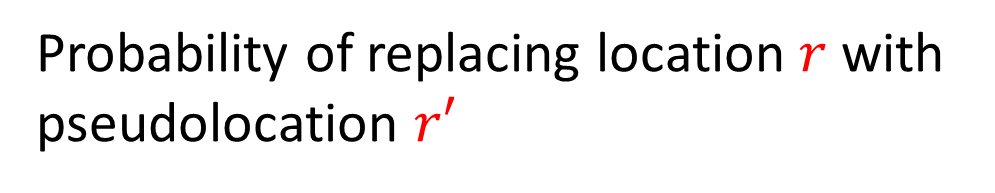 Probability of replacing location r with
pseudolocation r′